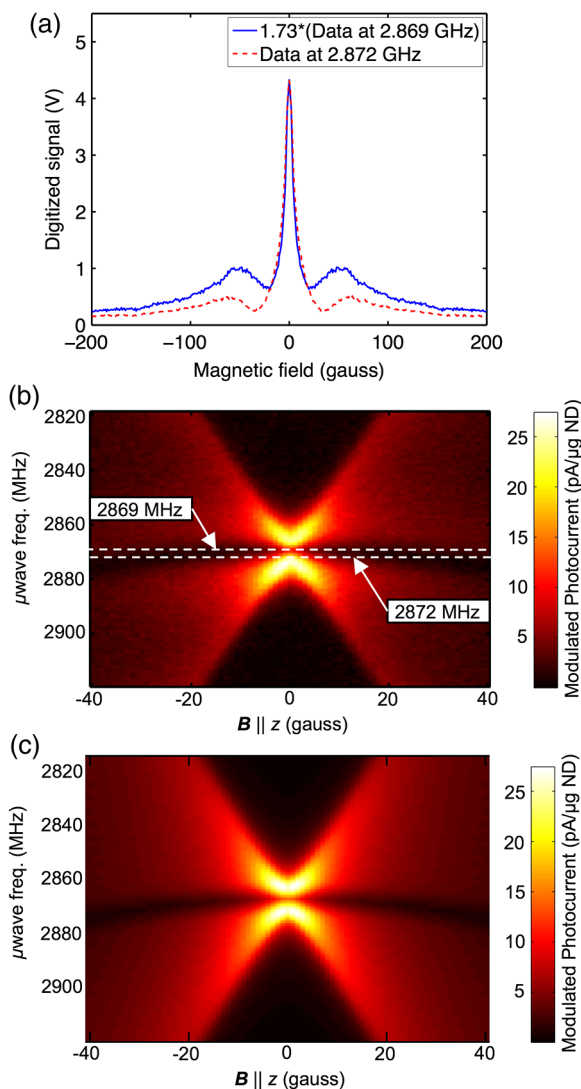 (a)
1.73*(Data at 2.869 GHz)
Data at 2.872 GHz
Digitized signal (V)
5
4
3
2
1
0
−200
−100
0
100
200
Magnetic field (gauss)
(b)
μwave freq. (MHz)
2820
2840
2860
2880
2900
2869 MHz
2872 MHz
-40
-20
0
20
40
B || z (gauss)
25
20
15
10
5
Modulated Photocurrent (pA/μg ND)
(c)
μwave freq. (MHz)
2820
2840
2860
2880
2900
-40
-20
0
20
40
B || z (gauss)
25
20
15
10
5
Modulated Photocurrent (pA/μg ND)